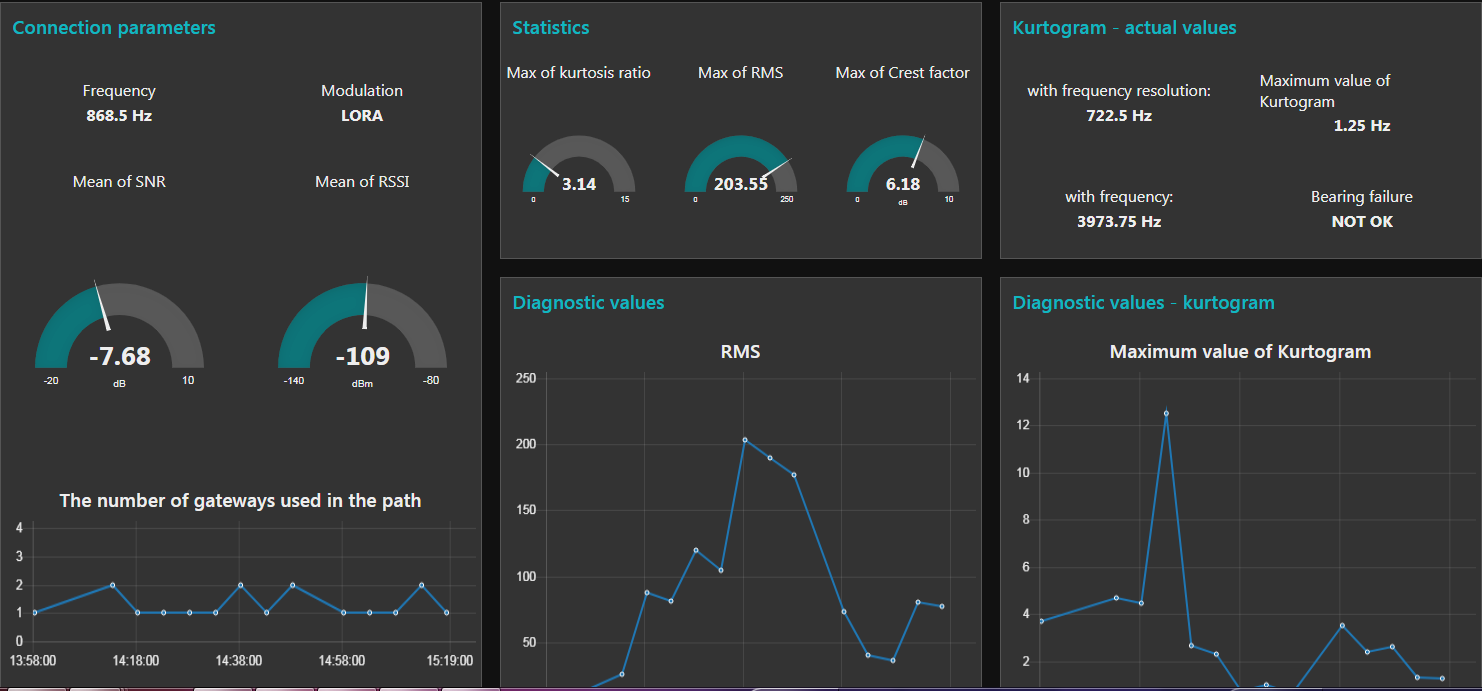 Connection parameters
Frequency
868.5 Hz
Modulation
LORA
Mean of SNR
Mean of RSSI
-7.68
-20
dB
10
-109
-140
dBm
-80
The number of gateways used in the path
4
3
2
1
0
13:58:00
14:18:00
14:38:00
14:58:00
15:19:00
Statistics
Max of kurtosis ratio
Max of RMS
Max of Crest factor
3.14
0
15
203.55
0
250
6.18
0
dB
10
Kurtogram - actual values
with frequency resolution:
722.5 Hz
Maximum value of
Kurtogram
1.25 Hz
with frequency:
3973.75 Hz
Bearing failure
NOT OK
Diagnostic values
RMS
250
200
150
100
50
Diagnostic values - kurtogram
Maximum value of Kurtogram
14
12
10
8
6
4
2